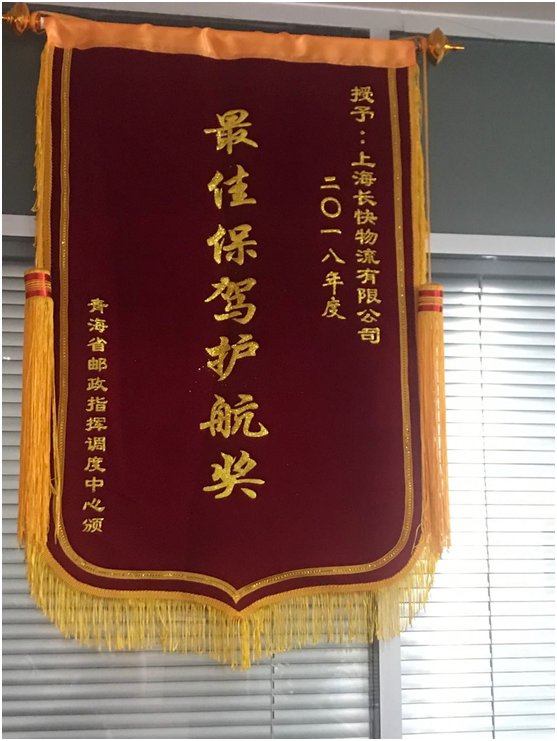 授予：上海长快物流有限公司
二〇一八年度
最佳保驾护航奖
青海省邮政指挥调度中心颁